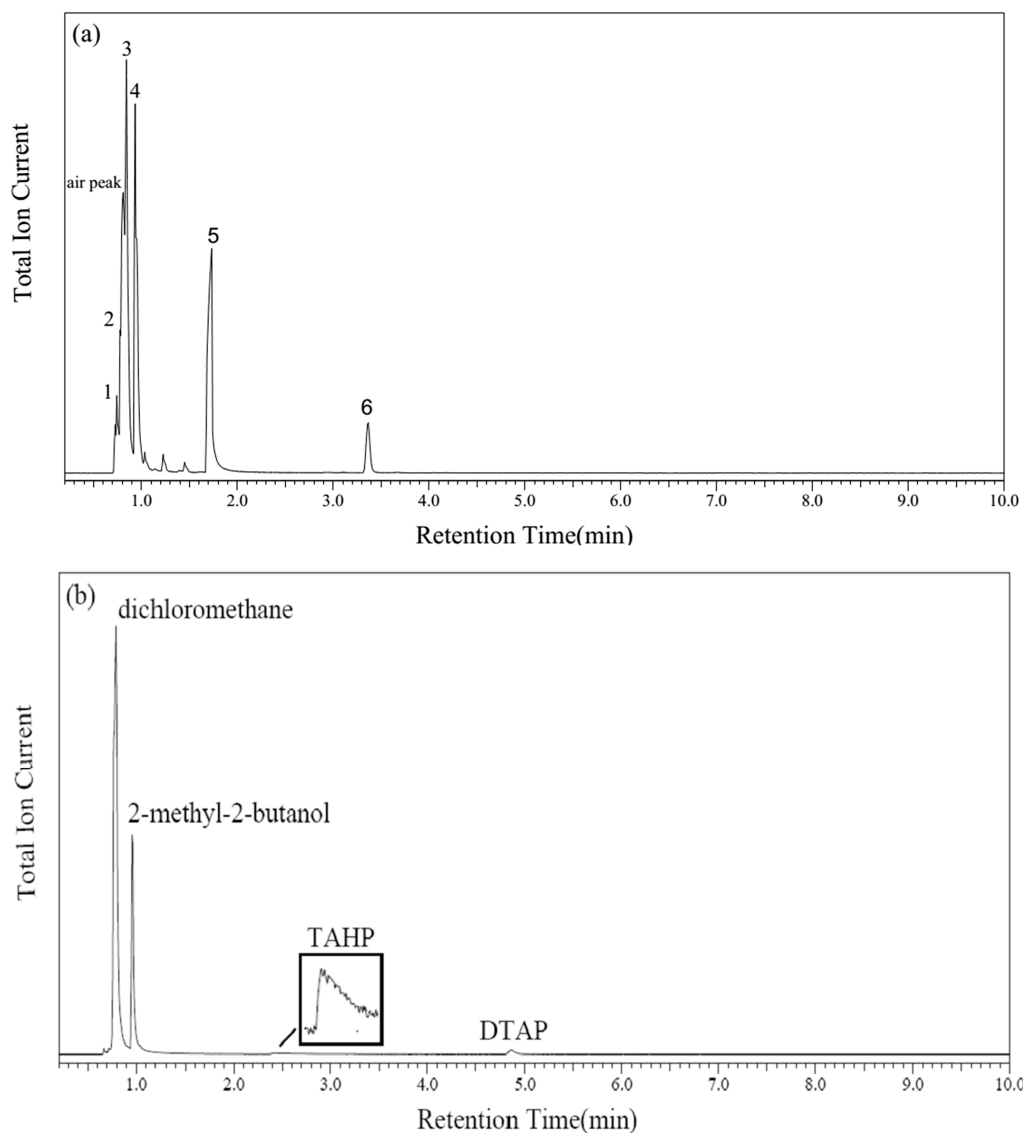 (a)
3
4
air peak
5
2
1
6
Total Ion Current
1.0 2.0 3.0 4.0 5.0 6.0 7.0 8.0 9.0 10.0
Retention Time(min)
(b)
dichloromethane
2-methyl-2-butanol
TAHP
DTAP
Total Ion Current
1.0 2.0 3.0 4.0 5.0 6.0 7.0 8.0 9.0 10.0
Retention Time(min)